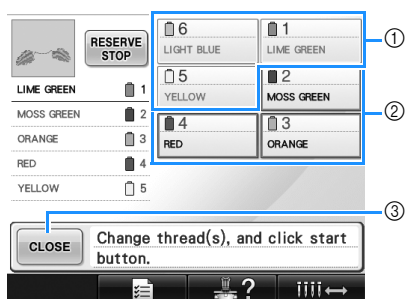 RESERVE
STOP
LIME GREEN 1
MOSS GREEN 2
ORANGE 3
RED 4
YELLOW 5
6
LIGHT BLUE
1
LIME GREEN
5
YELLOW
2
MOSS GREEN
4
RED
3
ORANGE
①
②
③
CLOSE
Change thread(s), and click start
button.
?